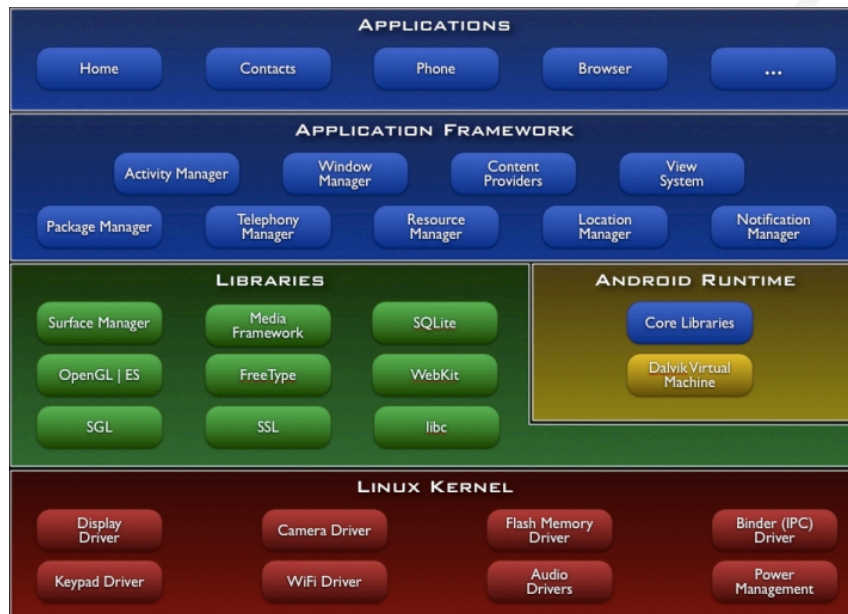 APPLICATIONS
Home
Contacts
Phone
Browser
...
APPLICATION FRAMEWORK
Activity Manager
Window
Manager
Content
Providers
View
System
Package Manager
Telephony
Manager
Resource
Manager
Location
Manager
Notification
Manager
LIBRARIES
Surface Manager
Media
Framework
SQLite
OpenGL | ES
FreeType
WebKit
SGL
SSL
libc
ANDROID RUNTIME
Core Libraries
Dalvik Virtual
Machine
LINUX KERNEL
Display
Driver
Camera Driver
Flash Memory
Driver
Binder (IPC)
Driver
Keypad Driver
WiFi Driver
Audio
Drivers
Power
Management